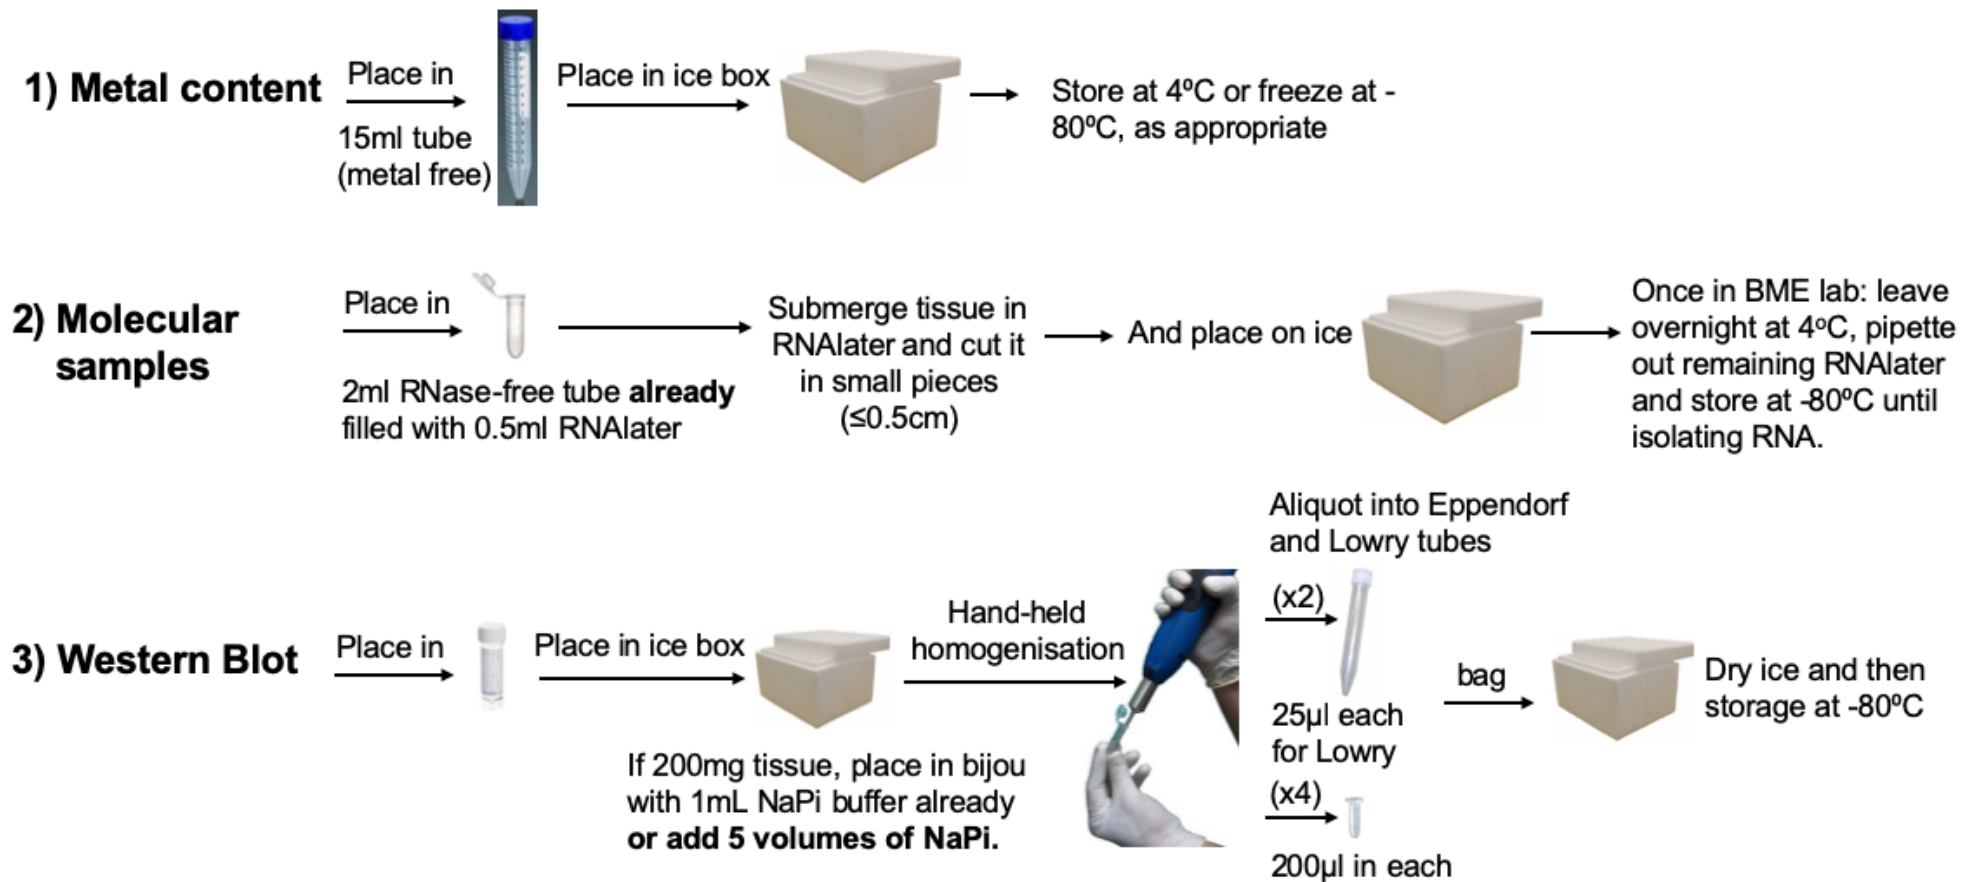 1) Metal content
Place in
15ml tube
(metal free)
Place in ice box
Store at 4ºC or freeze at -
80ºC, as appropriate
2) Molecular
samples
Place in
2ml RNase-free tube already
filled with 0.5ml RNAlater
Submerge tissue in
RNAlater and cut it
in small pieces
(≤0.5cm)
And place on ice
Once in BME lab: leave
overnight at 4ºC, pipette
out remaining RNAlater
and store at -80ºC until
isolating RNA.
3) Western Blot
Place in
Place in ice box
If 200mg tissue, place in bijou
with 1mL NaPi buffer already
or add 5 volumes of NaPi.
Hand-held
homogenisation
Aliquot into Eppendorf
and Lowry tubes
(x2)
25µl each
for Lowry
(x4)
200µl in each
bag
Dry ice and then
storage at -80ºC